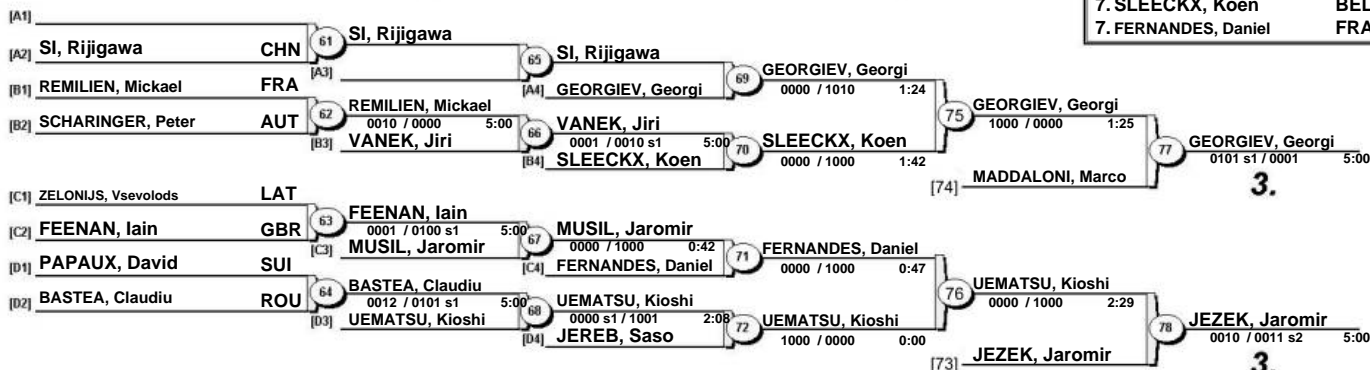 7. SLEECKX, Koen BEL
7. FERNANDES, Daniel FRA
[A1]
[A2] SI, Rijigawa CHN
61 SI, Rijigawa
[A3]
65 SI, Rijigawa
[A4] GEORGIEV, Georgi
69 GEORGIEV, Georgi
0000 / 1010 1:24
[B1] REMILIEN, Mickael FRA
[B2] SCHARINGER, Peter AUT
62 REMILIEN, Mickael
0010 / 0000 5:00
[B3] VANEK, Jiri
66 VANEK, Jiri
0001 / 0010 s1 5:00
[B4] SLEECKX, Koen
70 SLEECKX, Koen
0000 / 1000 1:42
75 GEORGIEV, Georgi
1000 / 0000 1:25
[74] MADDALONI, Marco
77 GEORGIEV, Georgi
0101 s1 / 0001 5:00
3.
[C1] ZELONIJS, Vsevolods LAT
[C2] FEENAN, Iain GBR
63 FEENAN, Iain
0001 / 0100 s1 5:00
[C3] MUSIL, Jaromir
67 MUSIL, Jaromir
0000 / 1000 0:42
[C4] FERNANDES, Daniel
71 FERNANDES, Daniel
0000 / 1000 0:47
[D1] PAPAUX, David SUI
[D2] BASTEA, Claudiu ROU
64 BASTEA, Claudiu
0012 / 0101 s1 5:00
[D3] UEMATSU, Kioshi
68 UEMATSU, Kioshi
0000 s1 / 1001 2:08
[D4] JEREB, Saso
72 UEMATSU, Kioshi
1000 / 0000 0:00
76 UEMATSU, Kioshi
0000 / 1000 2:29
[73] JEZEK, Jaromir
78 JEZEK, Jaromir
0010 / 0011 s2 5:00
3.